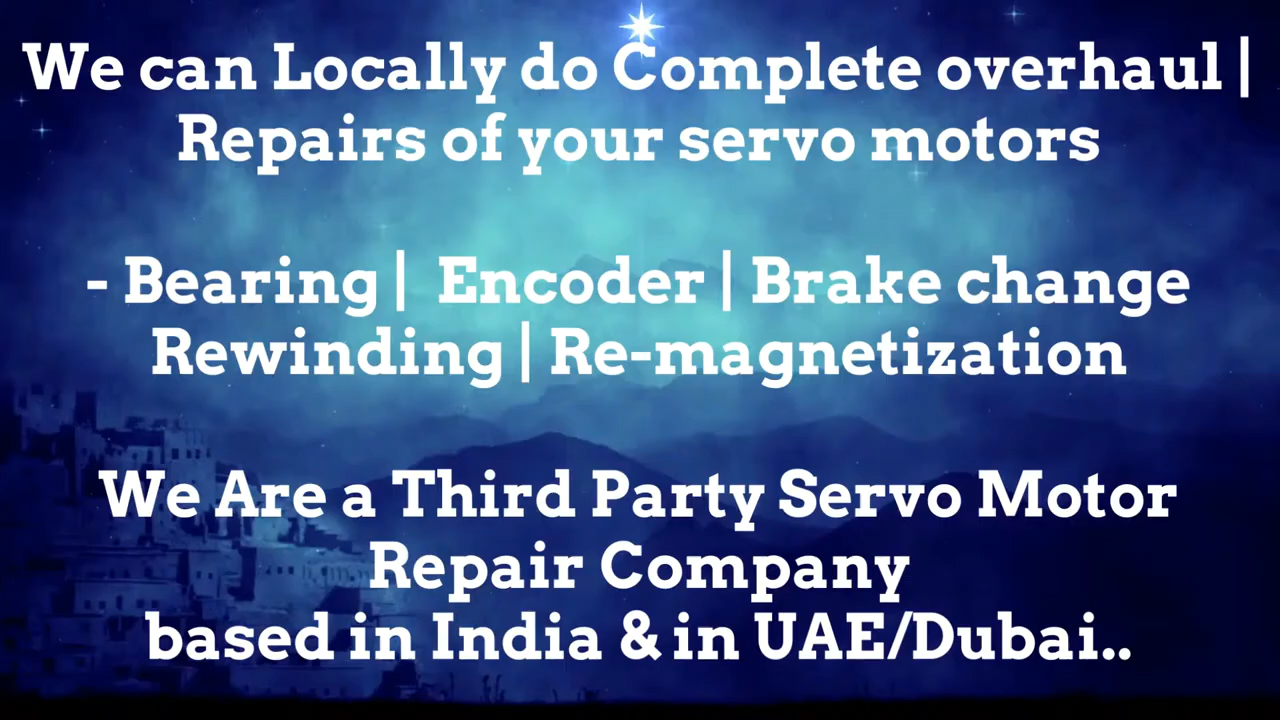 We can Locally do Complete overhaul |
Repairs of your servo motors
- Bearing |  Encoder | Brake change
Rewinding | Re-magnetization
We Are a Third Party Servo Motor
Repair Company
based in India & in UAE/Dubai..